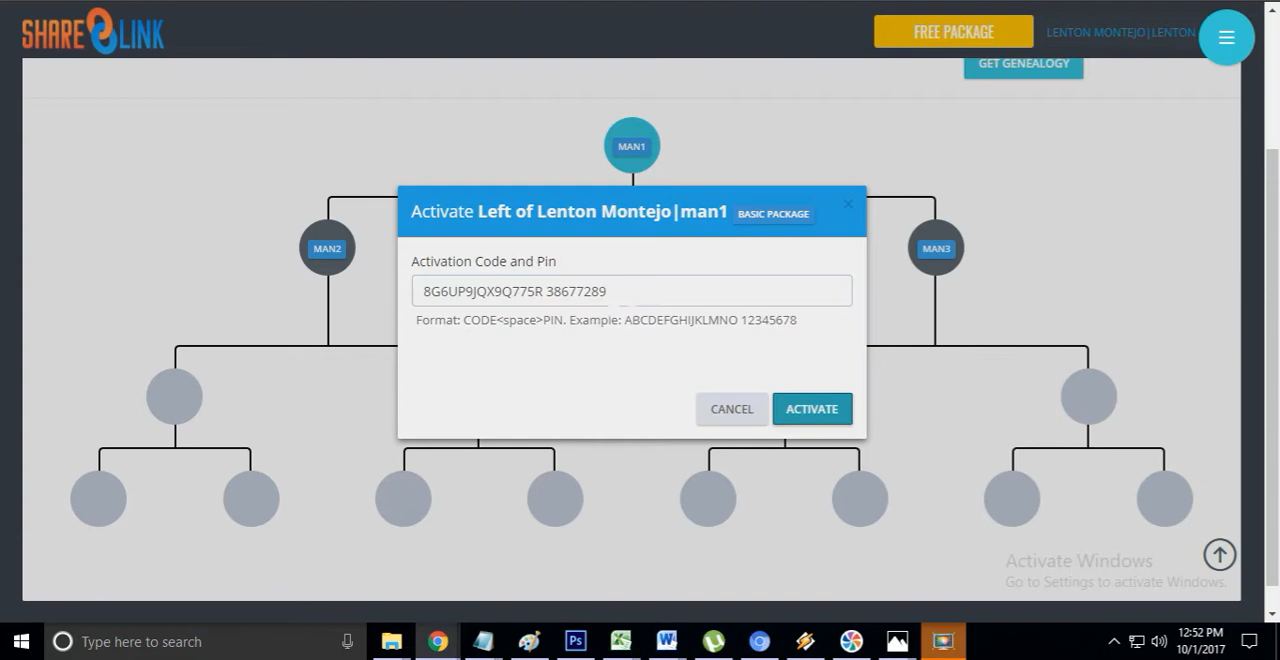 SHARE LINK
FREE PACKAGE
LENTON MONTEJO|LENTON
GET GENEALOGY
MAN1
Activate Left of Lenton Montejo|man1 BASIC PACKAGE ×
MAN2
MAN3
Activation Code and Pin
8G6UP9JQX9Q775R 38677289
Format: CODE<space>PIN. Example: ABCDEFGHIJKLMNO 12345678
CANCEL
ACTIVATE
Activate Windows
Go to Settings to activate Windows.
Type here to search
Ps
12:52 PM
10/1/2017